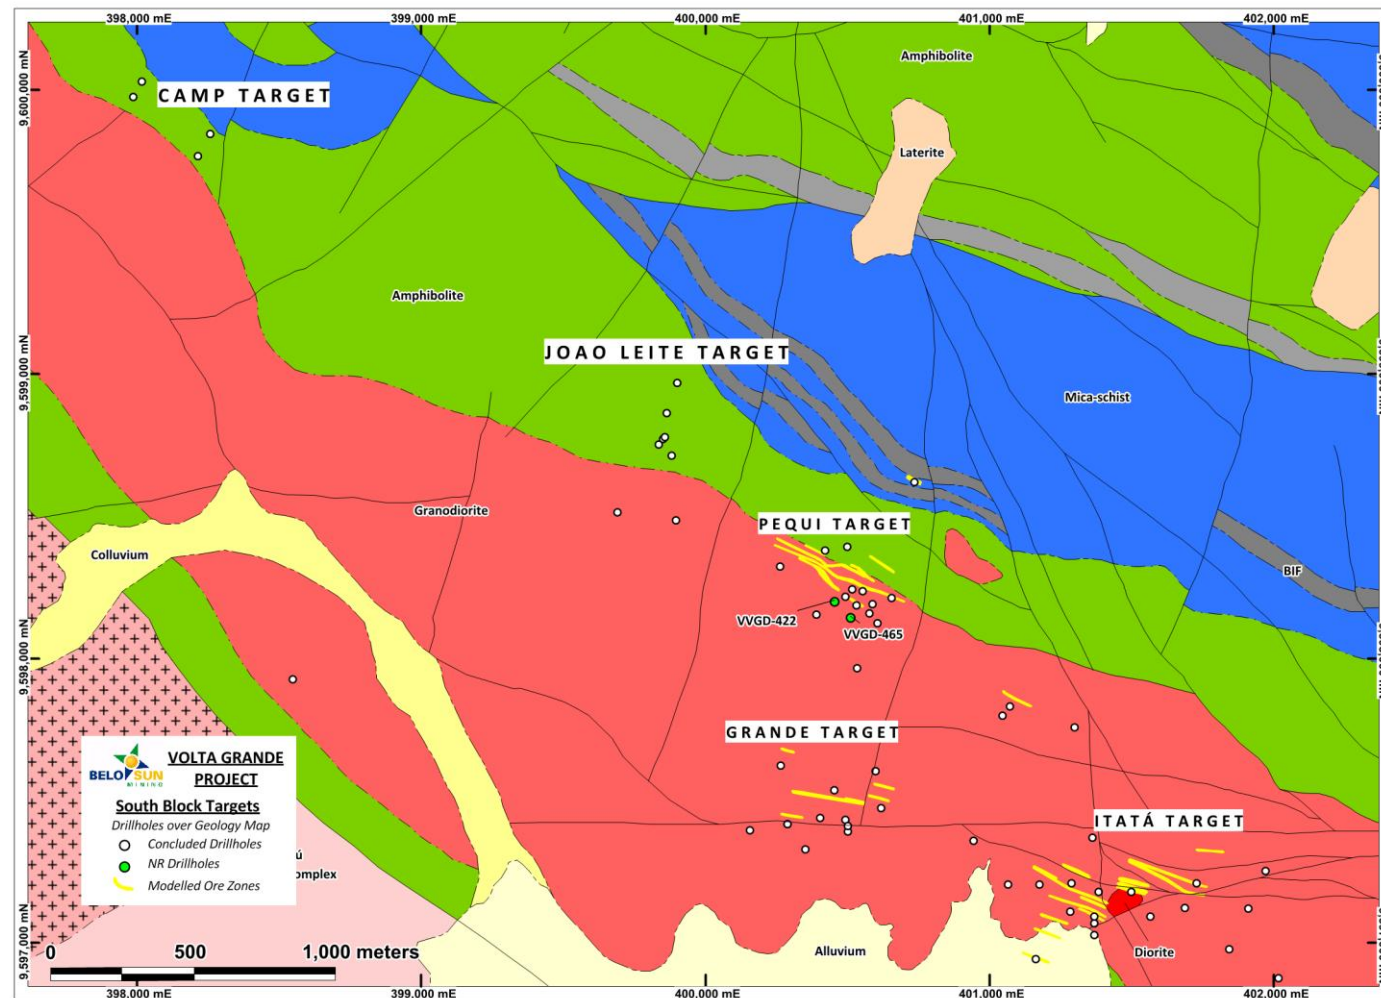 398,000 mE
399,000 mE
400,000 mE
401,000 mE
402,000 mE
9,600,000 mN
CAMP TARGET
Amphibolite
Laterite
Amphibolite
JOAO LEITE TARGET
9,599,000 mN
Mica-schist
Granodiorite
PEQUI TARGET
Colluvium
BIF
VVGD-422
VVGD-465
9,598,000 mN
GRANDE TARGET
ITATÁ TARGET
BELO SUN
MINING
VOLTA GRANDE
PROJECT
South Block Targets
Drillholes over Geology Map
Concluded Drillholes
NR Drillholes
Modelled Ore Zones
ú
omplex
9,597,000 mN
0 500 1,000 meters
Alluvium
Diorite
398,000 mE
399,000 mE
400,000 mE
401,000 mE
402,000 mE